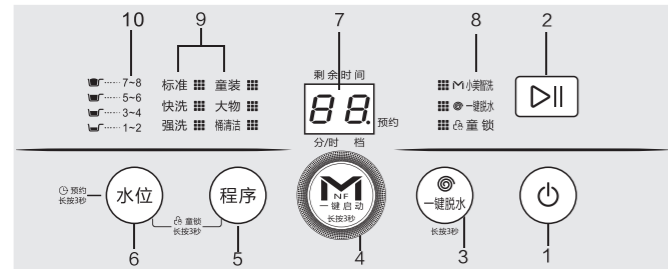 10 9 7 8 2
剩余时间
7~8 标准 童装 M 小美带你洗
5~6 快洗 大物 88. 一键脱水
3~4 强洗 桶清洁 预约 童锁
1~2 分/时 档
预约 长按3秒
水位
程序
童锁 长按3秒
M
NF
一键启动
长按3秒
一键脱水
长按3秒
6 5 4 3 1